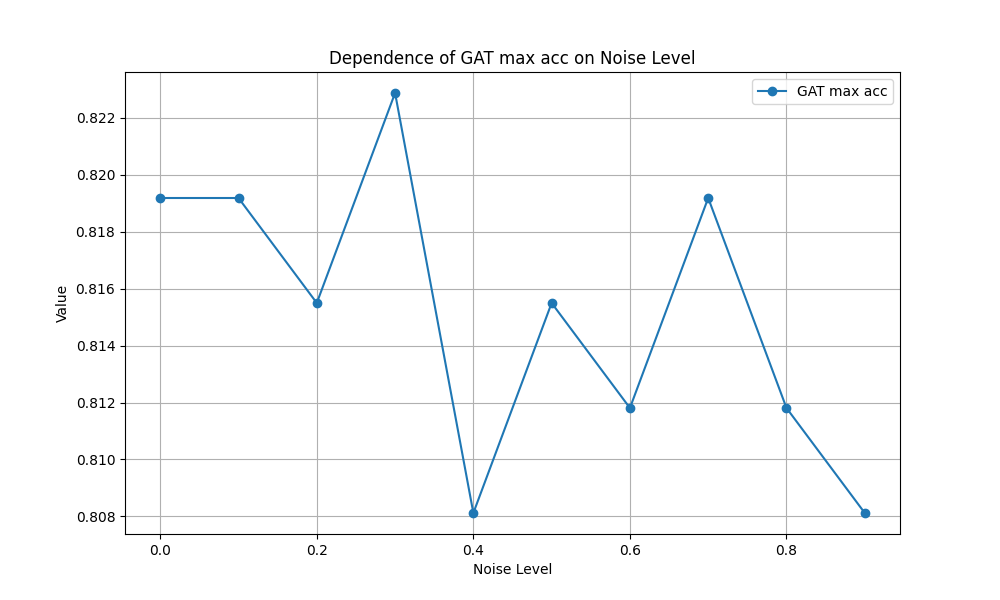 Dependence of GAT max acc on Noise Level
GAT max acc
0.822
0.820
0.818
0.816
0.814
0.812
0.810
0.808
Value
0.0 0.2 0.4 0.6 0.8
Noise Level